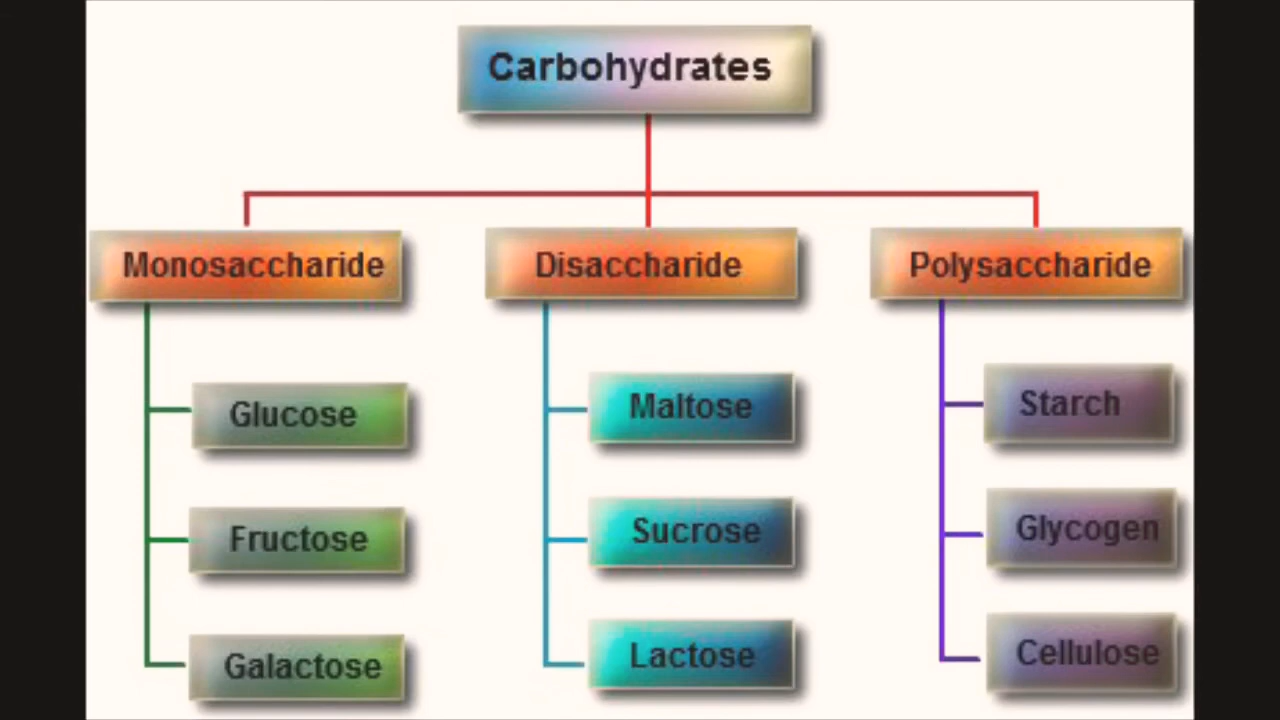 Carbohydrates
Monosaccharide
Disaccharide
Polysaccharide
Glucose
Fructose
Galactose
Maltose
Sucrose
Lactose
Starch
Glycogen
Cellulose